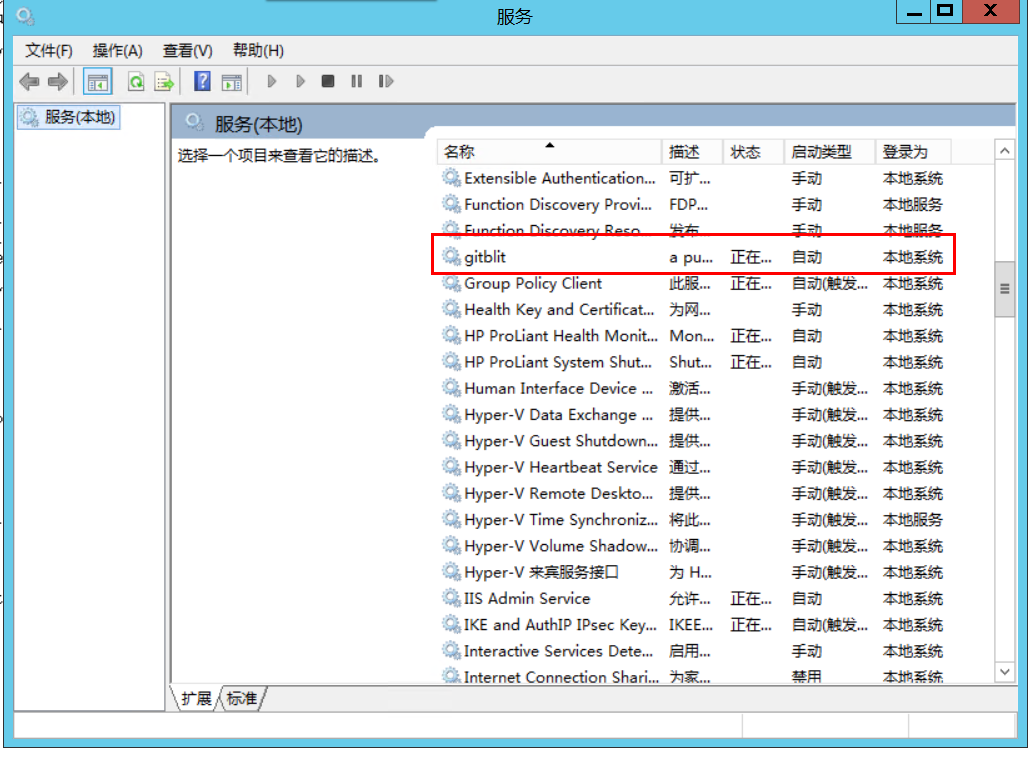 服务
文件(F) 操作(A) 查看(V) 帮助(H)
服务(本地)
服务(本地)
选择一个项目来查看它的描述。
名称 描述 状态 启动类型 登录为
Extensible Authentication... 可扩... 手动 本地系统
Function Discovery Provi... FDP... 手动 本地服务
Function Discovery Reso... 发布... 手动 本地服务
gitblit a pu... 正在... 自动 本地系统
Group Policy Client 此服... 正在... 自动(触发... 本地系统
Health Key and Certificat... 为网... 手动 本地系统
HP ProLiant Health Monit... Mon... 正在... 自动 本地系统
HP ProLiant System Shut... Shut... 正在... 自动 本地系统
Human Interface Device ... 激活... 手动(触发... 本地系统
Hyper-V Data Exchange ... 提供... 手动(触发... 本地系统
Hyper-V Guest Shutdown... 提供... 手动(触发... 本地系统
Hyper-V Heartbeat Service 通过... 手动(触发... 本地系统
Hyper-V Remote Deskto... 提供... 手动(触发... 本地系统
Hyper-V Time Synchroniz... 将此... 手动(触发... 本地服务
Hyper-V Volume Shadow... 协调... 手动(触发... 本地系统
Hyper-V 来宾服务接口 为 H... 手动(触发... 本地系统
IIS Admin Service 允许... 正在... 自动 本地系统
IKE and AuthIP IPsec Key... IKEE... 正在... 自动(触发... 本地系统
Interactive Services Dete... 启用... 手动 本地系统
Internet Connection Shari... 为家... 禁用 本地系统
扩展 标准